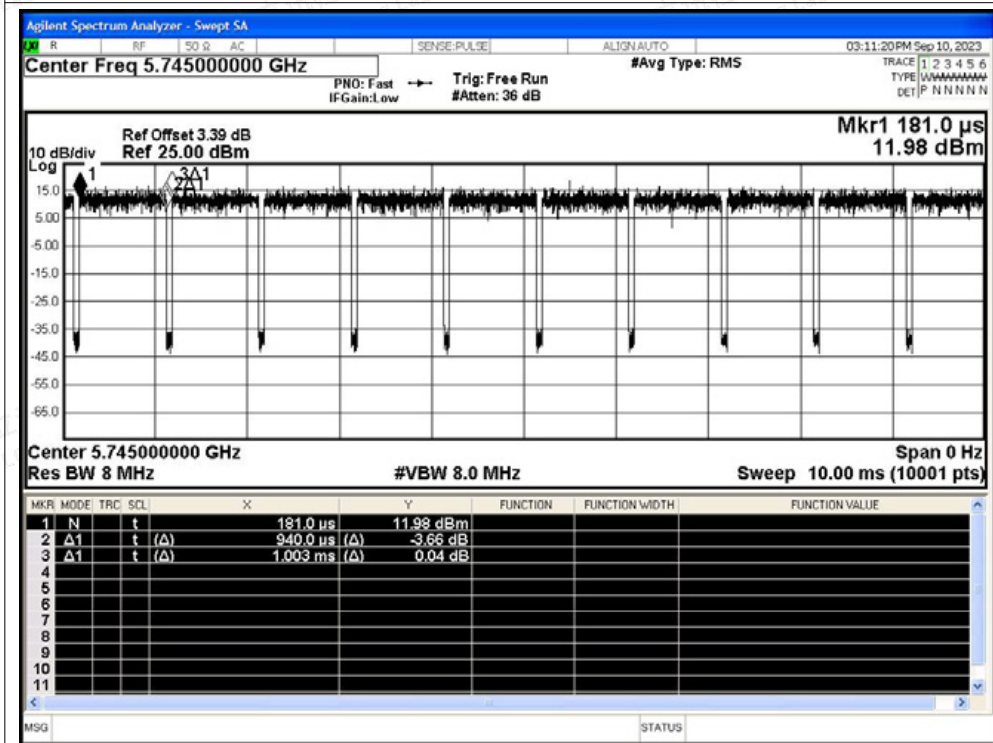 Agilent Spectrum Analyzer - Swept SA
R RF 50 Ω AC SENSE:PULSE ALIGN AUTO 03:11:20 PM Sep 10, 2023
Center Freq 5.745000000 GHz #Avg Type: RMS TRACE 1 2 3 4 5 6
PNO: Fast Trig: Free Run TYPE
IFGain:Low #Atten: 36 dB DET P N N N N N
Mkr1 181.0 µs
11.98 dBm
Ref Offset 3.39 dB
10 dB/div Ref 25.00 dBm
Log
1
3Δ1
2Δ1
15.0
5.00
-5.00
-15.0
-25.0
-35.0
-45.0
-55.0
-65.0
Center 5.745000000 GHz Span 0 Hz
Res BW 8 MHz #VBW 8.0 MHz Sweep 10.00 ms (10001 pts)
MKR MODE TRC SCL X Y FUNCTION FUNCTION WIDTH FUNCTION VALUE
1 N t 181.0 µs 11.98 dBm
2 Δ1 t (Δ) 940.0 µs (Δ) -3.66 dB
3 Δ1 t (Δ) 1.003 ms (Δ) 0.04 dB
4
5
6
7
8
9
10
11
MSG STATUS